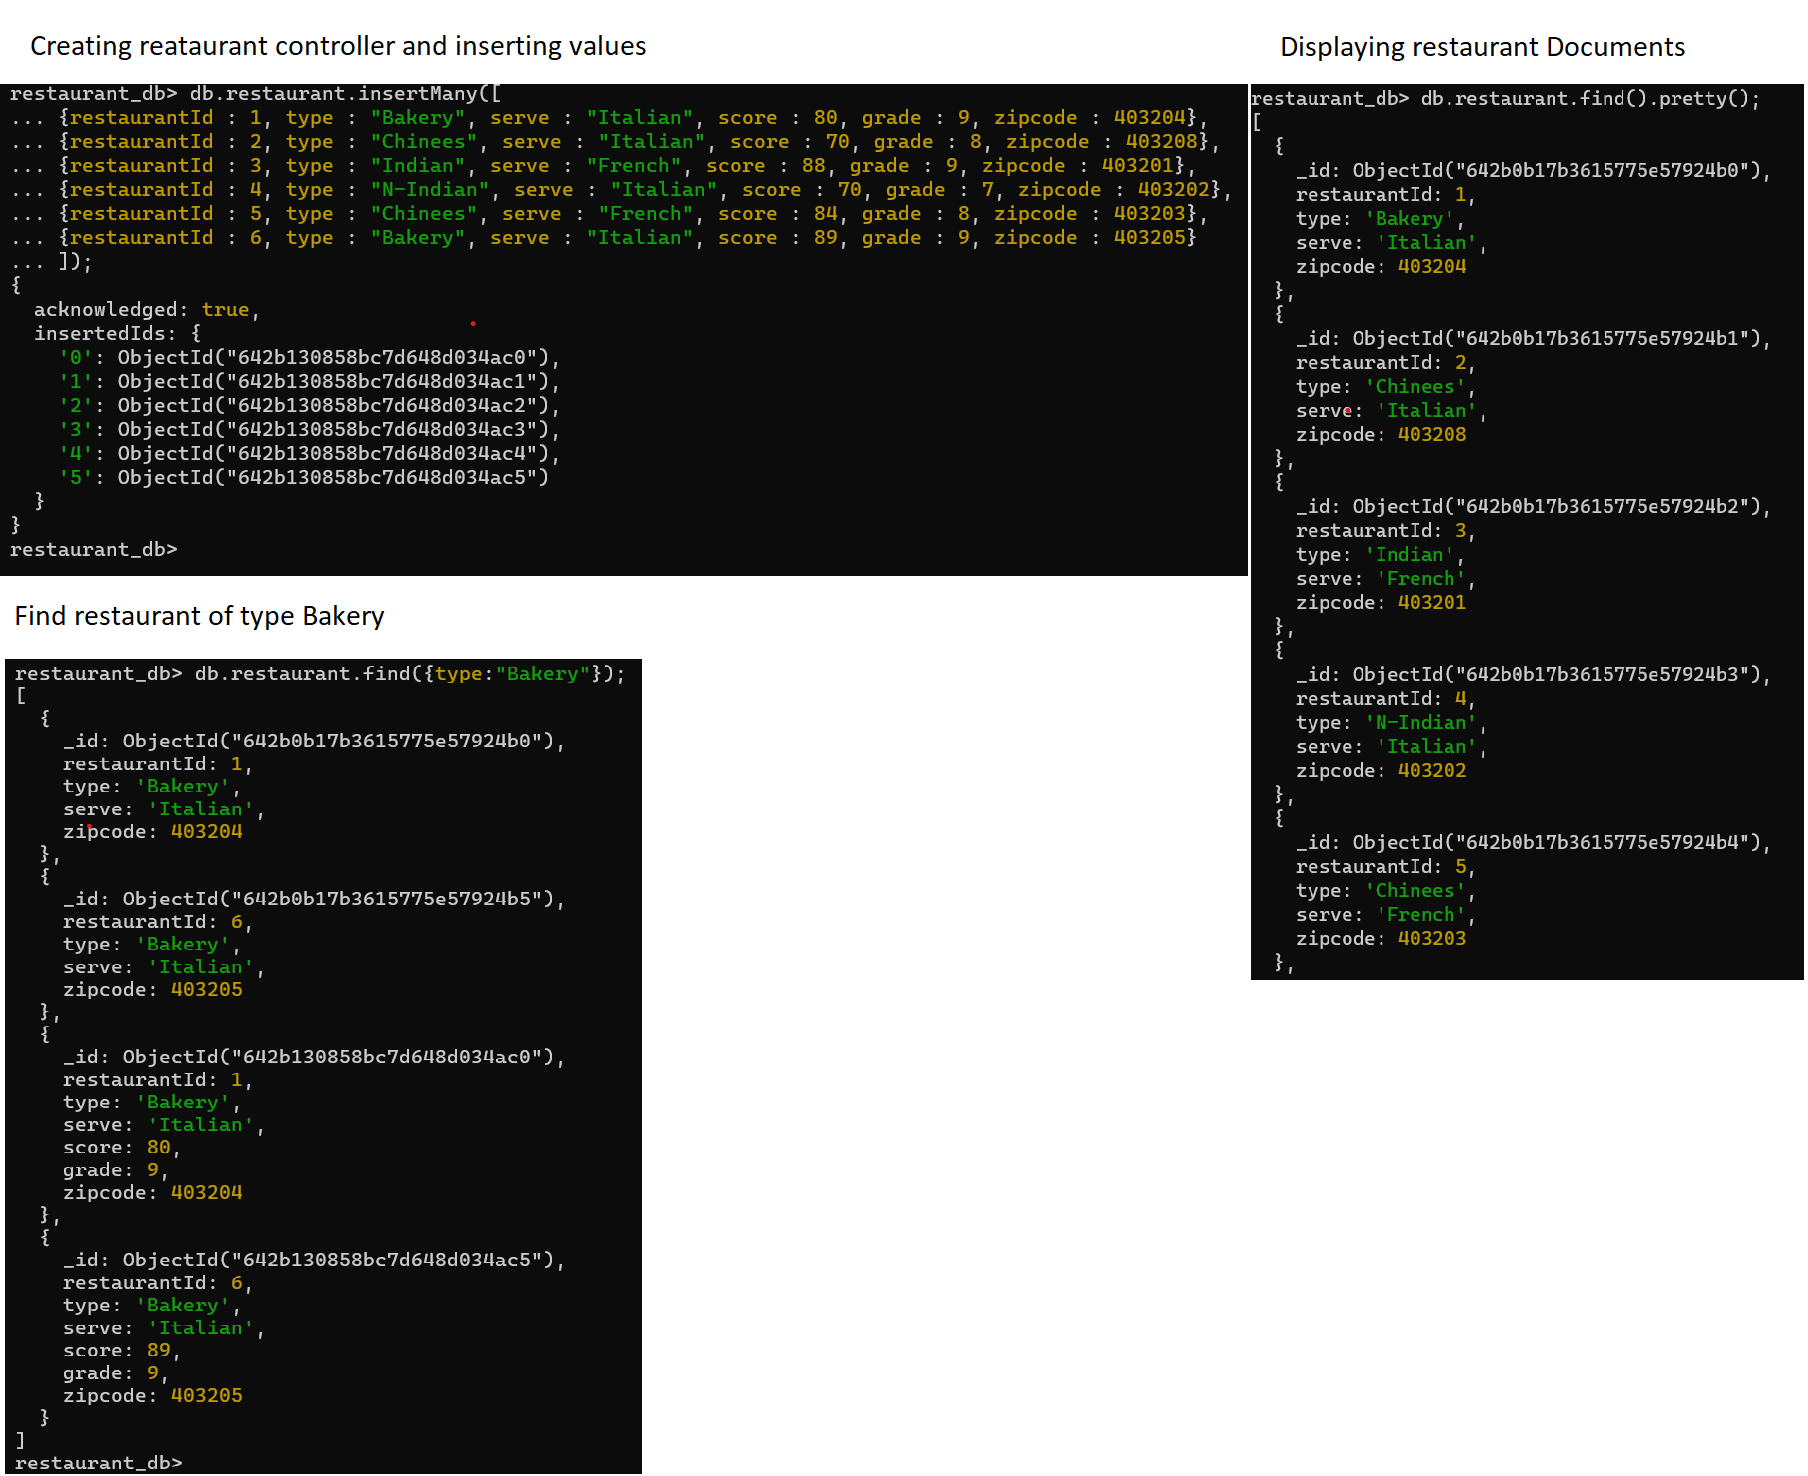 Creating reataurant controller and inserting values
restaurant_db> db.restaurant.insertMany([
... {restaurantId : 1, type : "Bakery", serve : "Italian", score : 80, grade : 9, zipcode : 403204},
... {restaurantId : 2, type : "Chinees", serve : "Italian", score : 70, grade : 8, zipcode : 403208},
... {restaurantId : 3, type : "Indian", serve : "French", score : 88, grade : 9, zipcode : 403201},
... {restaurantId : 4, type : "N-Indian", serve : "Italian", score : 70, grade : 7, zipcode : 403202},
... {restaurantId : 5, type : "Chinees", serve : "French", score : 84, grade : 8, zipcode : 403203},
... {restaurantId : 6, type : "Bakery", serve : "Italian", score : 89, grade : 9, zipcode : 403205}
... ]);
{
  acknowledged: true,
  insertedIds: {
    '0': ObjectId("642b130858bc7d648d034ac0"),
    '1': ObjectId("642b130858bc7d648d034ac1"),
    '2': ObjectId("642b130858bc7d648d034ac2"),
    '3': ObjectId("642b130858bc7d648d034ac3"),
    '4': ObjectId("642b130858bc7d648d034ac4"),
    '5': ObjectId("642b130858bc7d648d034ac5")
  }
}
restaurant_db>
Find restaurant of type Bakery
restaurant_db> db.restaurant.find({type:"Bakery"});
[
  {
    _id: ObjectId("642b0b17b3615775e57924b0"),
    restaurantId: 1,
    type: 'Bakery',
    serve: 'Italian',
    zipcode: 403204
  },
  {
    _id: ObjectId("642b0b17b3615775e57924b5"),
    restaurantId: 6,
    type: 'Bakery',
    serve: 'Italian',
    zipcode: 403205
  },
  {
    _id: ObjectId("642b130858bc7d648d034ac0"),
    restaurantId: 1,
    type: 'Bakery',
    serve: 'Italian',
    score: 80,
    grade: 9,
    zipcode: 403204
  },
  {
    _id: ObjectId("642b130858bc7d648d034ac5"),
    restaurantId: 6,
    type: 'Bakery',
    serve: 'Italian',
    score: 89,
    grade: 9,
    zipcode: 403205
  }
]
restaurant_db>
Displaying restaurant Documents
restaurant_db> db.restaurant.find().pretty();
[
  {
    _id: ObjectId("642b0b17b3615775e57924b0"),
    restaurantId: 1,
    type: 'Bakery',
    serve: 'Italian',
    zipcode: 403204
  },
  {
    _id: ObjectId("642b0b17b3615775e57924b1"),
    restaurantId: 2,
    type: 'Chinees',
    serve: 'Italian',
    zipcode: 403208
  },
  {
    _id: ObjectId("642b0b17b3615775e57924b2"),
    restaurantId: 3,
    type: 'Indian',
    serve: 'French',
    zipcode: 403201
  },
  {
    _id: ObjectId("642b0b17b3615775e57924b3"),
    restaurantId: 4,
    type: 'N-Indian',
    serve: 'Italian',
    zipcode: 403202
  },
  {
    _id: ObjectId("642b0b17b3615775e57924b4"),
    restaurantId: 5,
    type: 'Chinees',
    serve: 'French',
    zipcode: 403203
  },